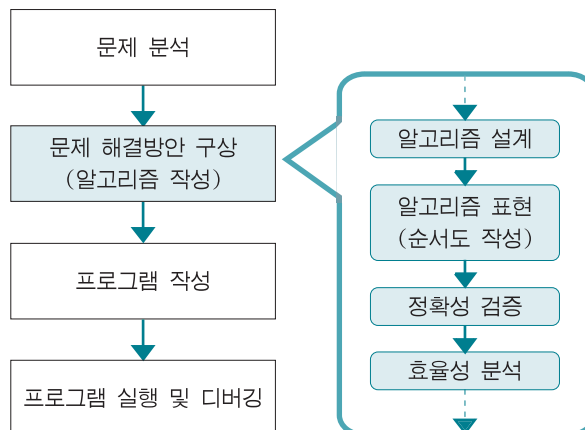 문제 분석
문제 해결방안 구상
(알고리즘 작성)
프로그램 작성
프로그램 실행 및 디버깅
알고리즘 설계
알고리즘 표현
(순서도 작성)
정확성 검증
효율성 분석